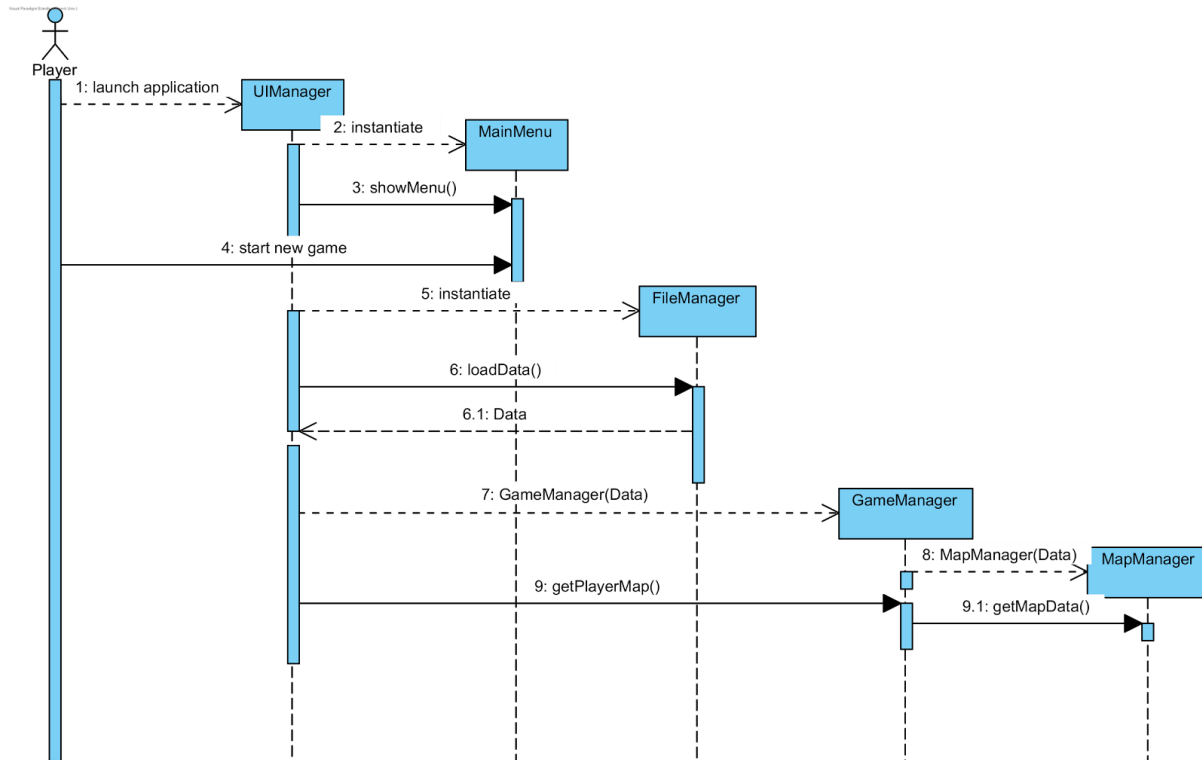 Player
1: launch application
UIManager
2: instantiate
MainMenu
3: showMenu()
4: start new game
5: instantiate
FileManager
6: loadData()
6.1: Data
7: GameManager(Data)
GameManager
8: MapManager(Data)
MapManager
9: getPlayerMap()
9.1: getMapData()